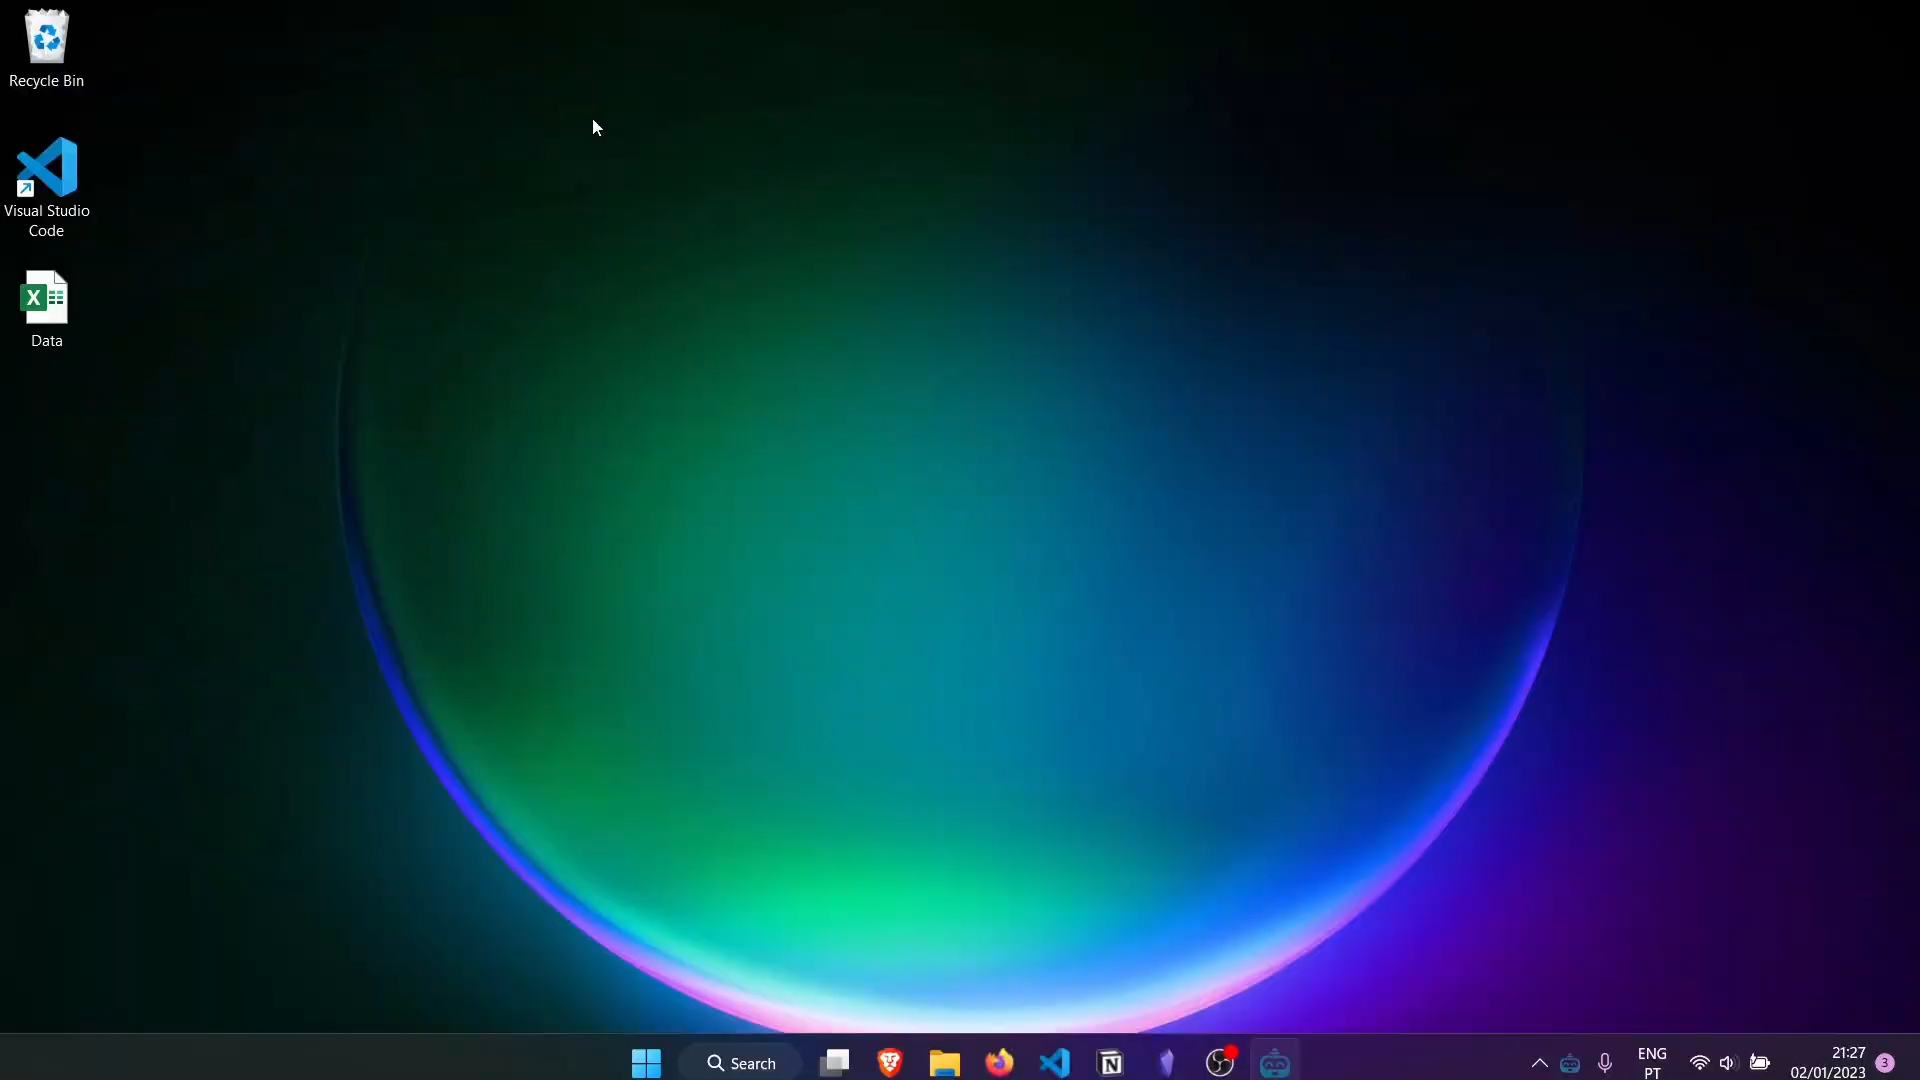 Recycle Bin
Visual Studio
Code
Data
Search
ENG
PT
21:27
02/01/2023
3